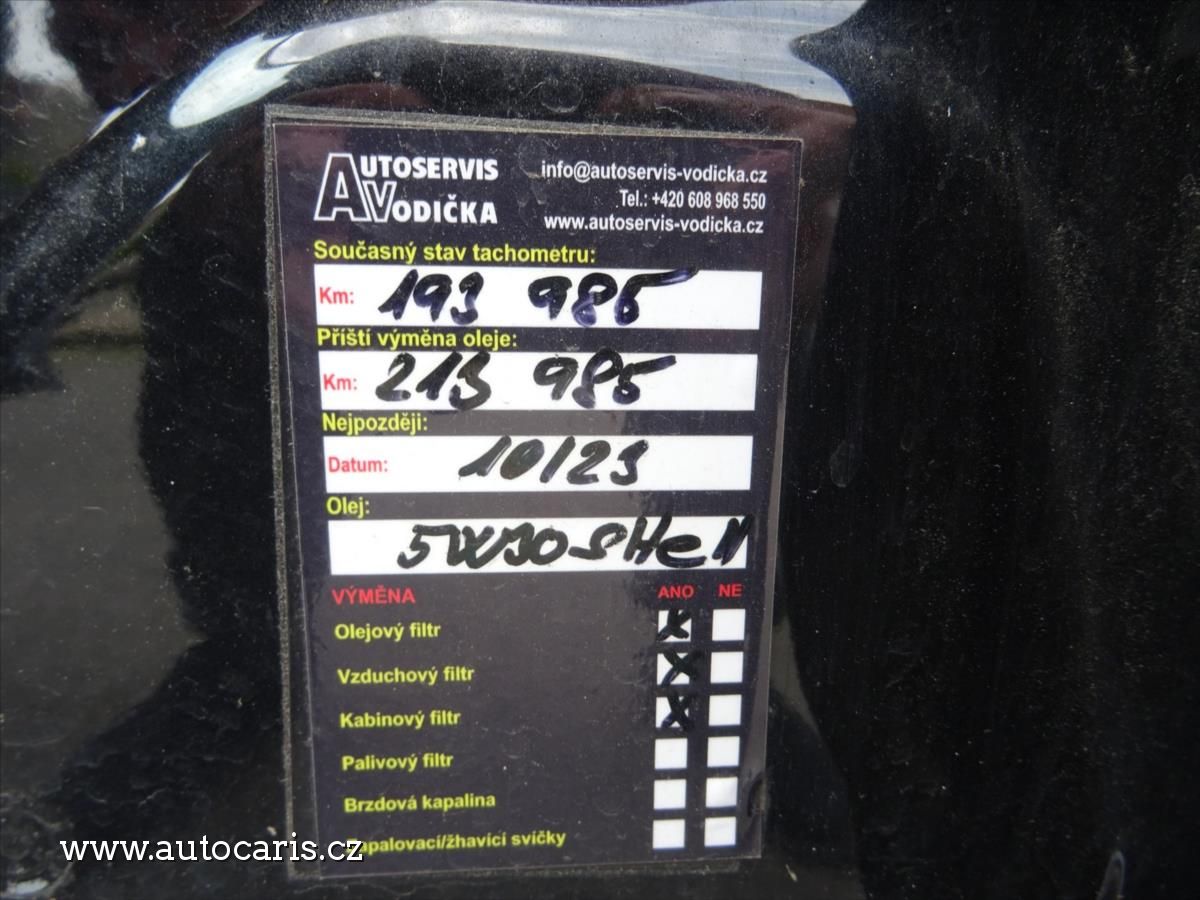 AUTOSERVIS
VODIČKA
info@autoservis-vodicka.cz
Tel.: +420 608 968 550
www.autoservis-vodicka.cz
Současný stav tachometru:
Km: 193 985
Příští výměna oleje:
Km: 213 985
Nejpozději:
Datum: 10/23
Olej:
5W30 SHell
VÝMĚNA ANO NE
Olejový filtr X
Vzduchový filtr X
Kabinový filtr X
Palivový filtr
Brzdová kapalina
Zapalovací/žhavící svíčky
www.autocaris.cz